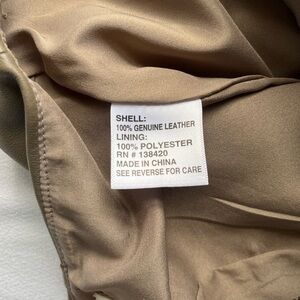 SHELL:
100% GENUINE LEATHER
LINING:
100% POLYESTER
RN # 138420
MADE IN CHINA
SEE REVERSE FOR CARE